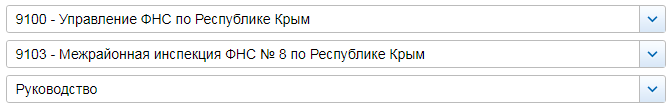 9100 - Управление ФНС по Республике Крым
9103 - Межрайонная инспекция ФНС № 8 по Республике Крым
Руководство